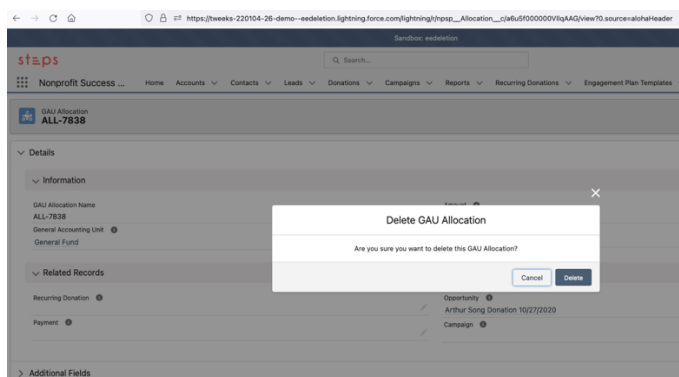 https://tweeks-220104-26-demo--eedeletion.lightning.force.com/lightning/r/npsp__Allocation__c/a6u5f000000VIlqAAG/view?0.source=alohaHeader
Sandbox: eedeletion
steps
Search...
Nonprofit Success ... Home Accounts Contacts Leads Donations Campaigns Reports Recurring Donations Engagement Plan Templates
GAU Allocation
ALL-7838
Details
Information
GAU Allocation Name
Amount
ALL-7838
General Accounting Unit
General Fund
Delete GAU Allocation
Are you sure you want to delete this GAU Allocation?
Cancel Delete
Related Records
Recurring Donation
Opportunity
Arthur Song Donation 10/27/2020
Payment
Campaign
Additional Fields